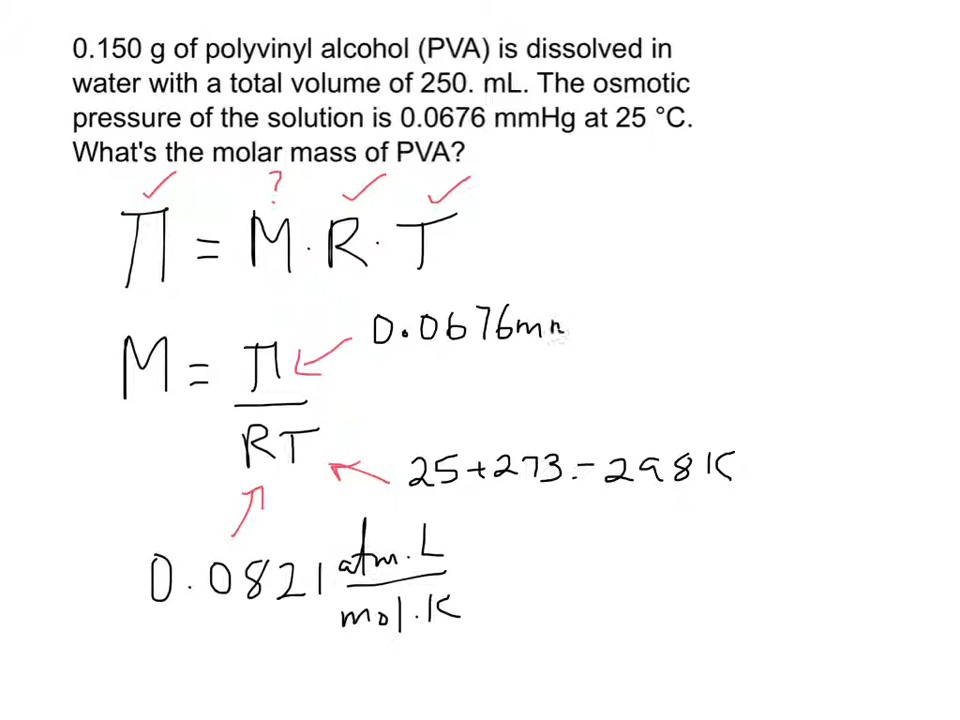 0.150 g of polyvinyl alcohol (PVA) is dissolved in
water with a total volume of 250. mL. The osmotic
pressure of the solution is 0.0676 mmHg at 25 °C.
What's the molar mass of PVA?
?
π = M · R · T
0.0676mm
M = π
RT
25+273=298K
0.0821 atm.L
mol.K